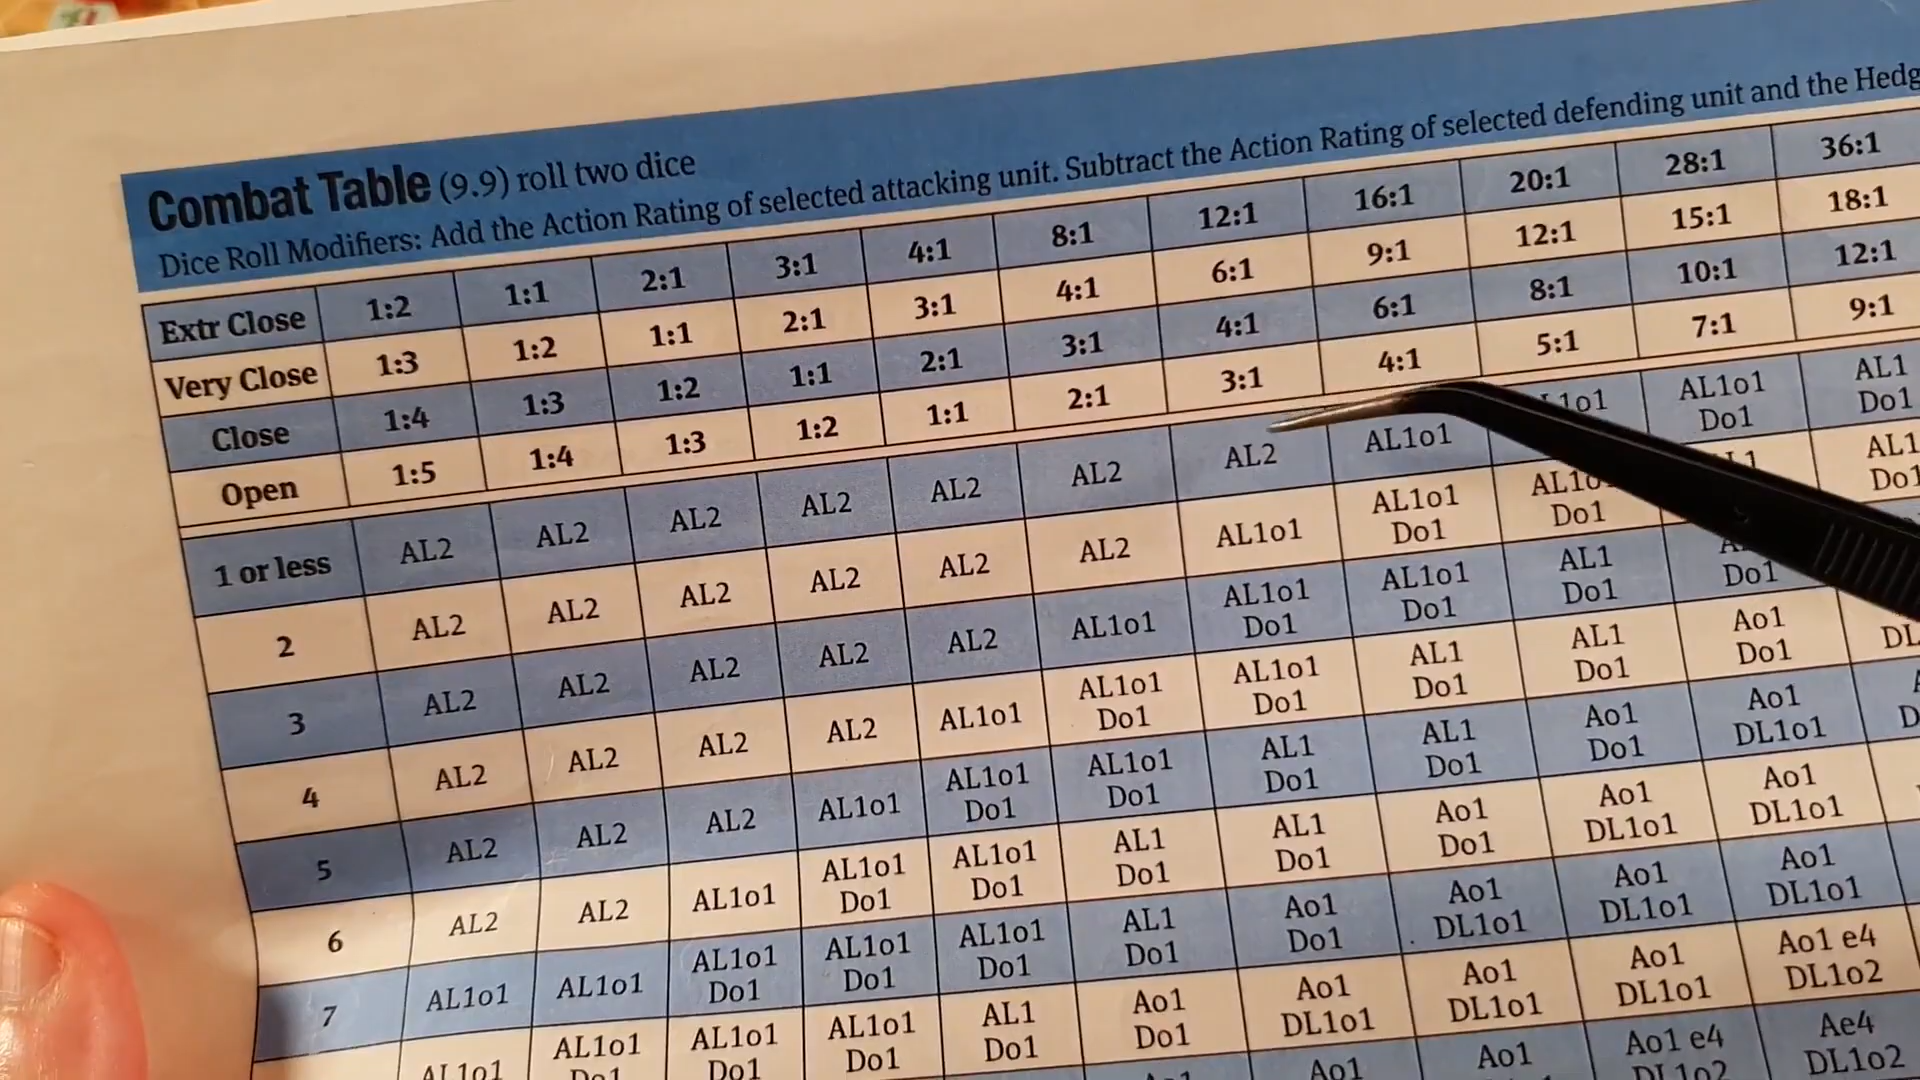 Combat Table (9.9) roll two dice
Dice Roll Modifiers: Add the Action Rating of selected attacking unit. Subtract the Action Rating of selected defending unit and the Hedg
Extr Close 1:2 1:1 2:1 3:1 4:1 8:1 12:1 16:1 20:1 28:1 36:1
Very Close 1:3 1:2 1:1 2:1 3:1 4:1 6:1 9:1 12:1 15:1 18:1
Close 1:4 1:3 1:2 1:1 2:1 3:1 4:1 6:1 8:1 10:1 12:1
Open 1:5 1:4 1:3 1:2 1:1 2:1 3:1 4:1 5:1 7:1 9:1
1 or less AL2 AL2 AL2 AL2 AL2 AL2 AL2 AL1o1 L1o1 AL1o1 AL1
Do1 Do1
2 AL2 AL2 AL2 AL2 AL2 AL2 AL1o1 AL1o1 AL1o L1 AL1
Do1 Do1 Do1
3 AL2 AL2 AL2 AL2 AL2 AL1o1 AL1o1 AL1o1 AL1
Do1 Do1 Do1 Do1
4 AL2 AL2 AL2 AL2 AL1o1 AL1o1 AL1o1 AL1 AL1 Ao1 DL
Do1 Do1 Do1 Do1 Do1
5 AL2 AL2 AL2 AL1o1 AL1o1 AL1o1 AL1 AL1 Ao1 Ao1
Do1 Do1 Do1 Do1 Do1 DL1o1
6 AL2 AL2 AL1o1 AL1o1 AL1o1 AL1 AL1 Ao1 Ao1 Ao1
Do1 Do1 Do1 Do1 Do1 DL1o1 DL1o1
7 AL1o1 AL1o1 AL1o1 AL1o1 AL1o1 AL1 Ao1 Ao1 Ao1 Ao1
Do1 Do1 Do1 Do1 Do1 DL1o1 DL1o1 DL1o1
AL1o1 AL1o1 AL1o1 AL1o1 AL1 Ao1 Ao1 Ao1 Ao1 Ao1 e4
Do1 Do1 Do1 Do1 Do1 DL1o1 DL1o1 DL1o1 DL1o2
Ao1 Ao1 Ao1 e4 Ae4
DL1o2 DL1o2